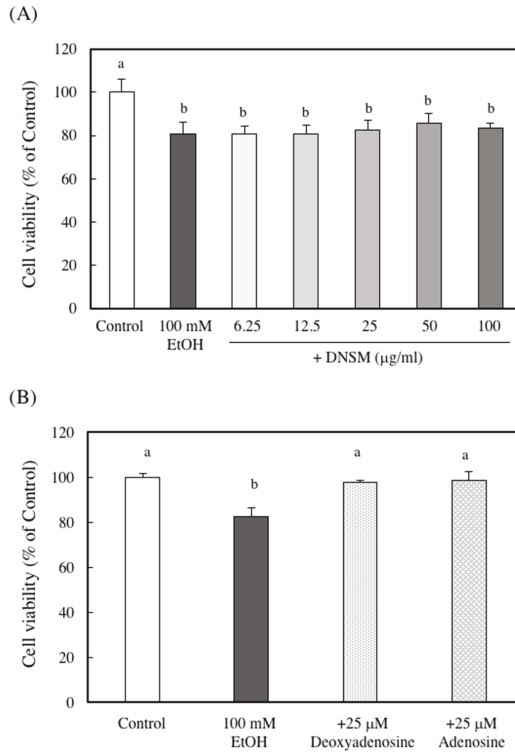 (A)
120
100
80
60
40
20
0
Cell viability (% of Control)
a
b
b
b
b
b
b
Control
100 mM
EtOH
6.25
12.5
25
50
100
+ DNSM (μg/ml)
(B)
120
100
80
60
40
20
0
Cell viability (% of Control)
a
b
a
a
Control
100 mM
EtOH
+25 μM
Deoxyadenosine
+25 μM
Adenosine